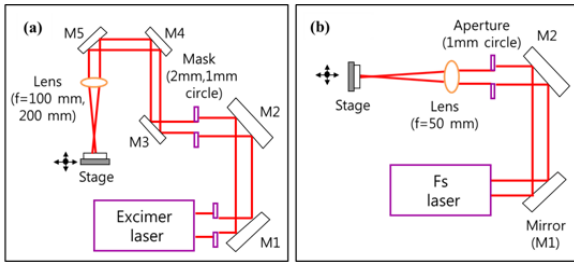 (a)
M5
M4
Mask
(2mm,1mm
circle)
Lens
(f=100 mm,
200 mm)
M2
M3
Stage
Excimer
laser
M1
(b)
Aperture
(1mm circle)
M2
Stage
Lens
(f=50 mm)
Fs
laser
Mirror
(M1)